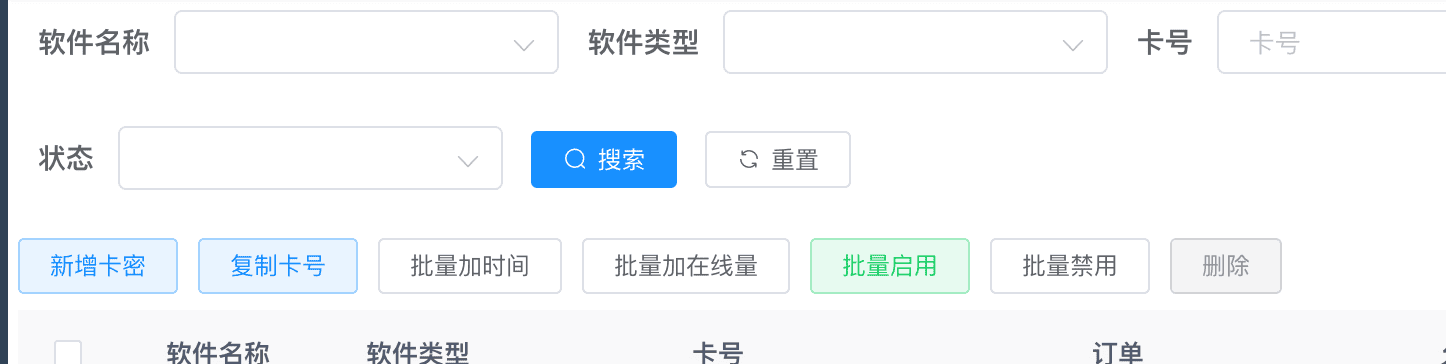 软件名称 软件类型 卡号 卡号
状态 搜索 重置
新增卡密 复制卡号 批量加时间 批量加在线量 批量启用 批量禁用 删除
软件名称 软件类型 卡号 订单